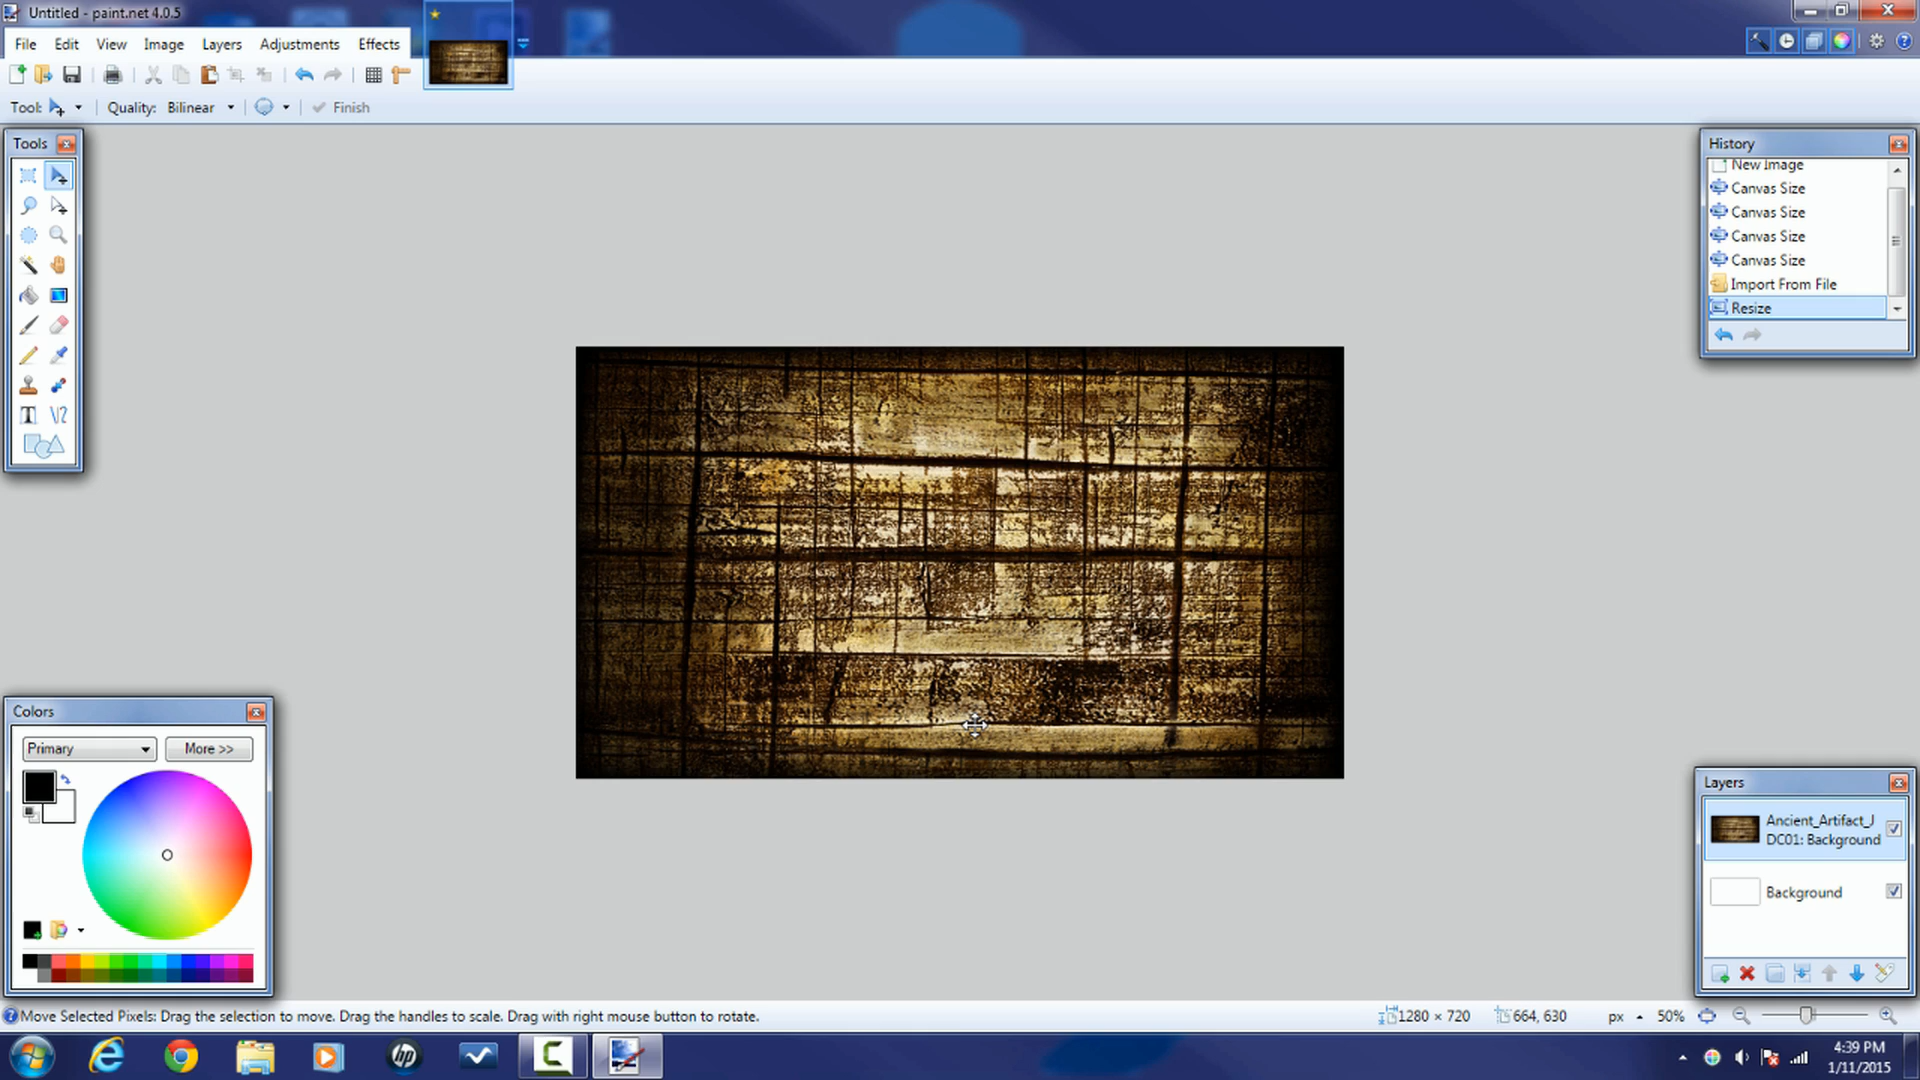 Untitled - paint.net 4.0.5
File Edit View Image Layers Adjustments Effects
Tool: Quality: Bilinear Finish
Tools
History
New Image
Canvas Size
Canvas Size
Canvas Size
Canvas Size
Import From File
Resize
Colors
Primary More >>
Layers
Ancient_Artifact_J
DC01: Background
Background
Move Selected Pixels: Drag the selection to move. Drag the handles to scale. Drag with right mouse button to rotate.
1280 × 720 664, 630 px 50%
hp
4:39 PM
1/11/2015